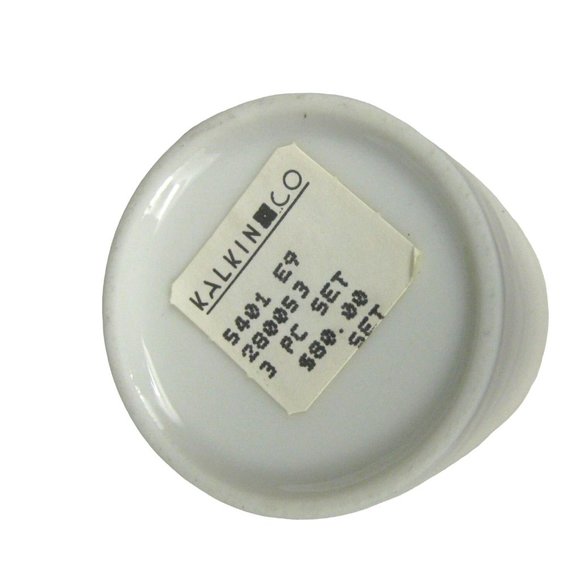 KALKIN & CO
5401 E9
280053
3 PC SET
$80.00
SET